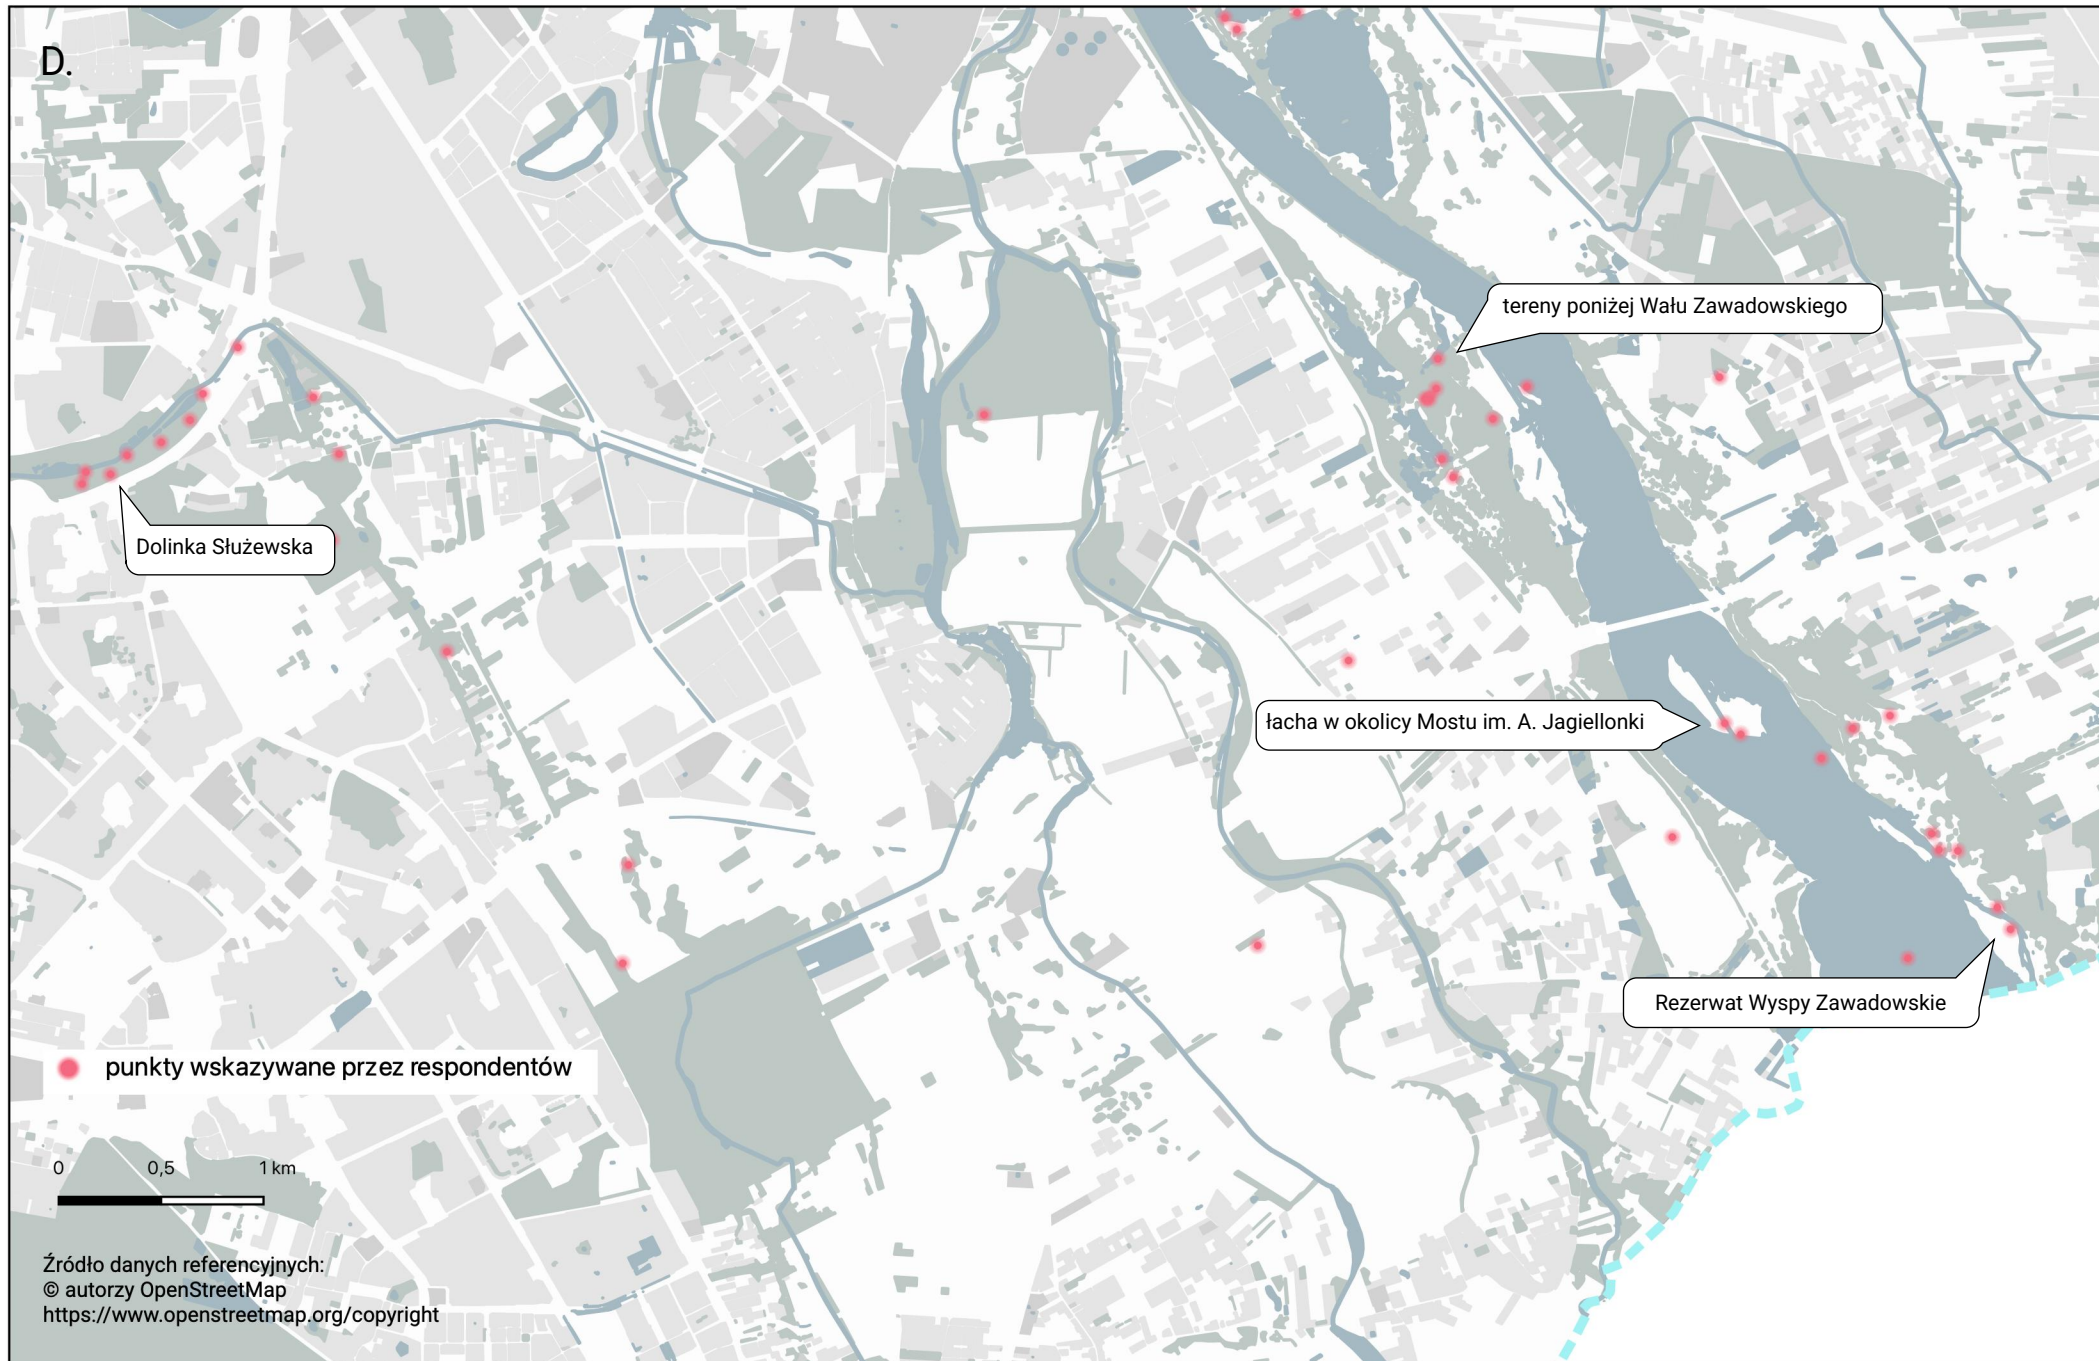 D.
tereny poniżej Wału Zawadowskiego
Dolinka Służewska
łacha w okolicy Mostu im. A. Jagiellonki
Rezerwat Wyspy Zawadowskie
punkty wskazywane przez respondentów
0 0,5 1 km
Źródło danych referencyjnych:
© autorzy OpenStreetMap
https://www.openstreetmap.org/copyright